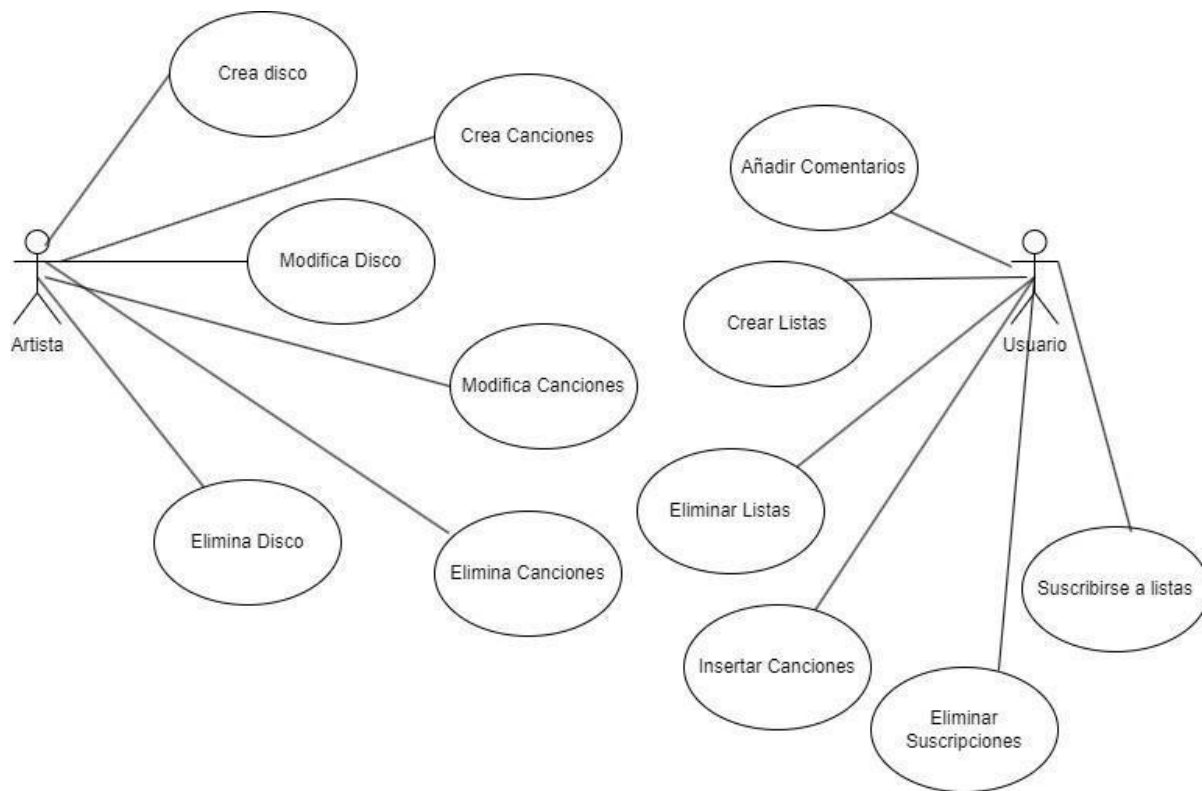 Crea disco
Crea Canciones
Modifica Disco
Artista
Modifica Canciones
Elimina Disco
Elimina Canciones
Añadir Comentarios
Crear Listas
Usuario
Eliminar Listas
Suscribirse a listas
Insertar Canciones
Eliminar
Suscripciones